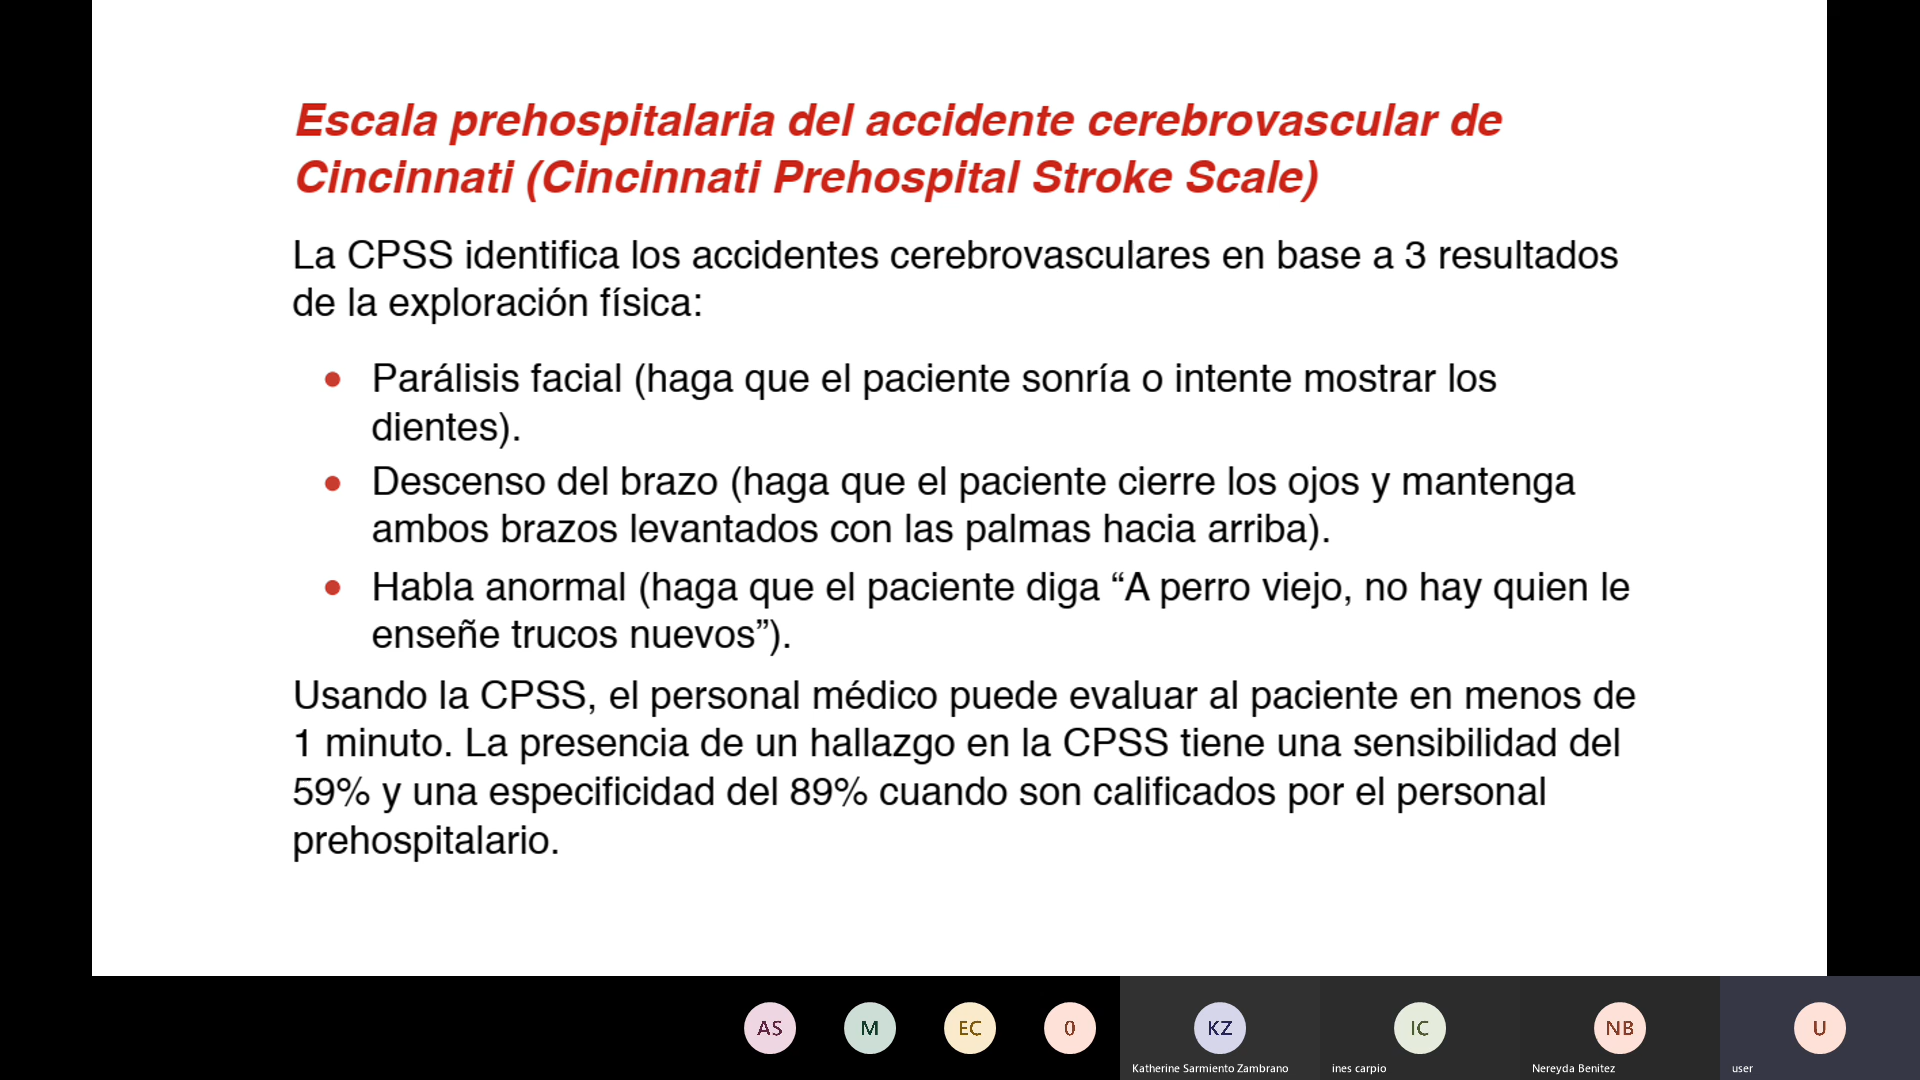 Escala prehospitalaria del accidente cerebrovascular de
Cincinnati (Cincinnati Prehospital Stroke Scale)
La CPSS identifica los accidentes cerebrovasculares en base a 3 resultados
de la exploración física:
• Parálisis facial (haga que el paciente sonría o intente mostrar los
dientes).
• Descenso del brazo (haga que el paciente cierre los ojos y mantenga
ambos brazos levantados con las palmas hacia arriba).
• Habla anormal (haga que el paciente diga “A perro viejo, no hay quien le
enseñe trucos nuevos”).
Usando la CPSS, el personal médico puede evaluar al paciente en menos de
1 minuto. La presencia de un hallazgo en la CPSS tiene una sensibilidad del
59% y una especificidad del 89% cuando son calificados por el personal
prehospitalario.
AS M EC 0 KZ IC NB U
Katherine Sarmiento Zambrano ines carpio Nereyda Benitez user